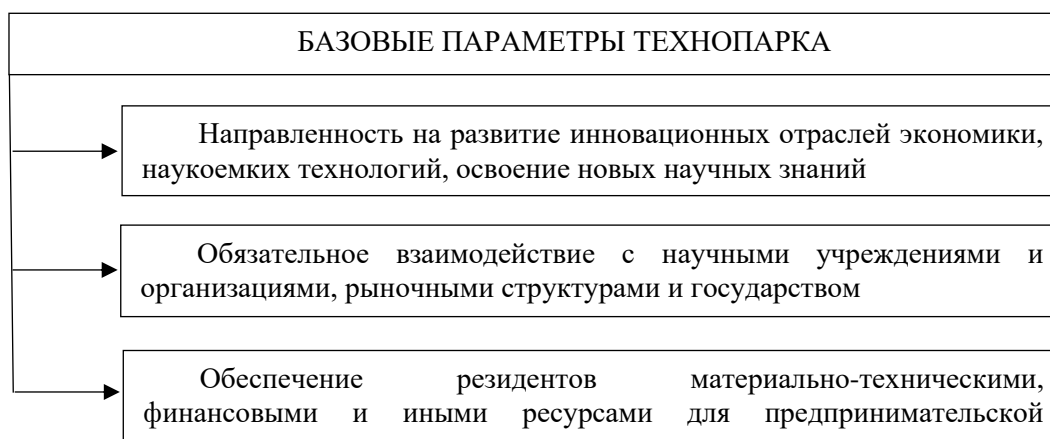 БАЗОВЫЕ ПАРАМЕТРЫ ТЕХНОПАРКА
Направленность на развитие инновационных отраслей экономики,
наукоемких технологий, освоение новых научных знаний
Обязательное взаимодействие с научными учреждениями и
организациями, рыночными структурами и государством
Обеспечение резидентов материально-техническими,
финансовыми и иными ресурсами для предпринимательской